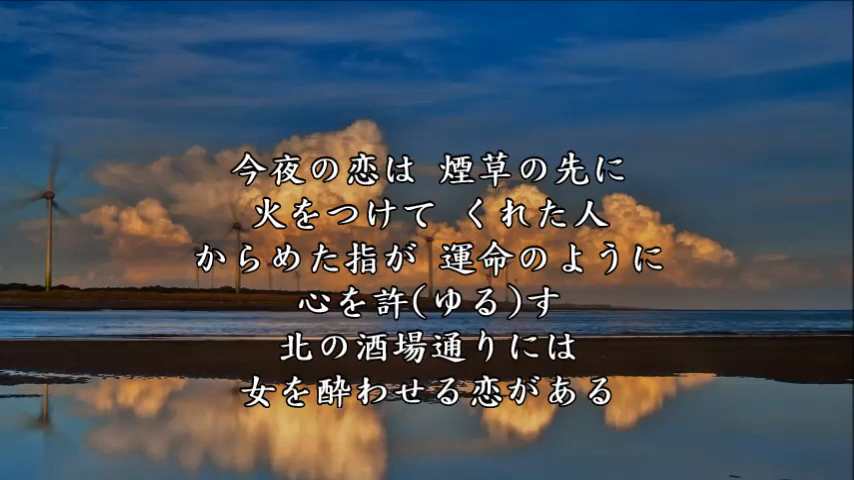 今夜の恋は 煙草の先に
火をつけて くれた人
からめた指が 運命のように
心を許(ゆる)す
北の酒場通りには
女を酔わせる恋がある